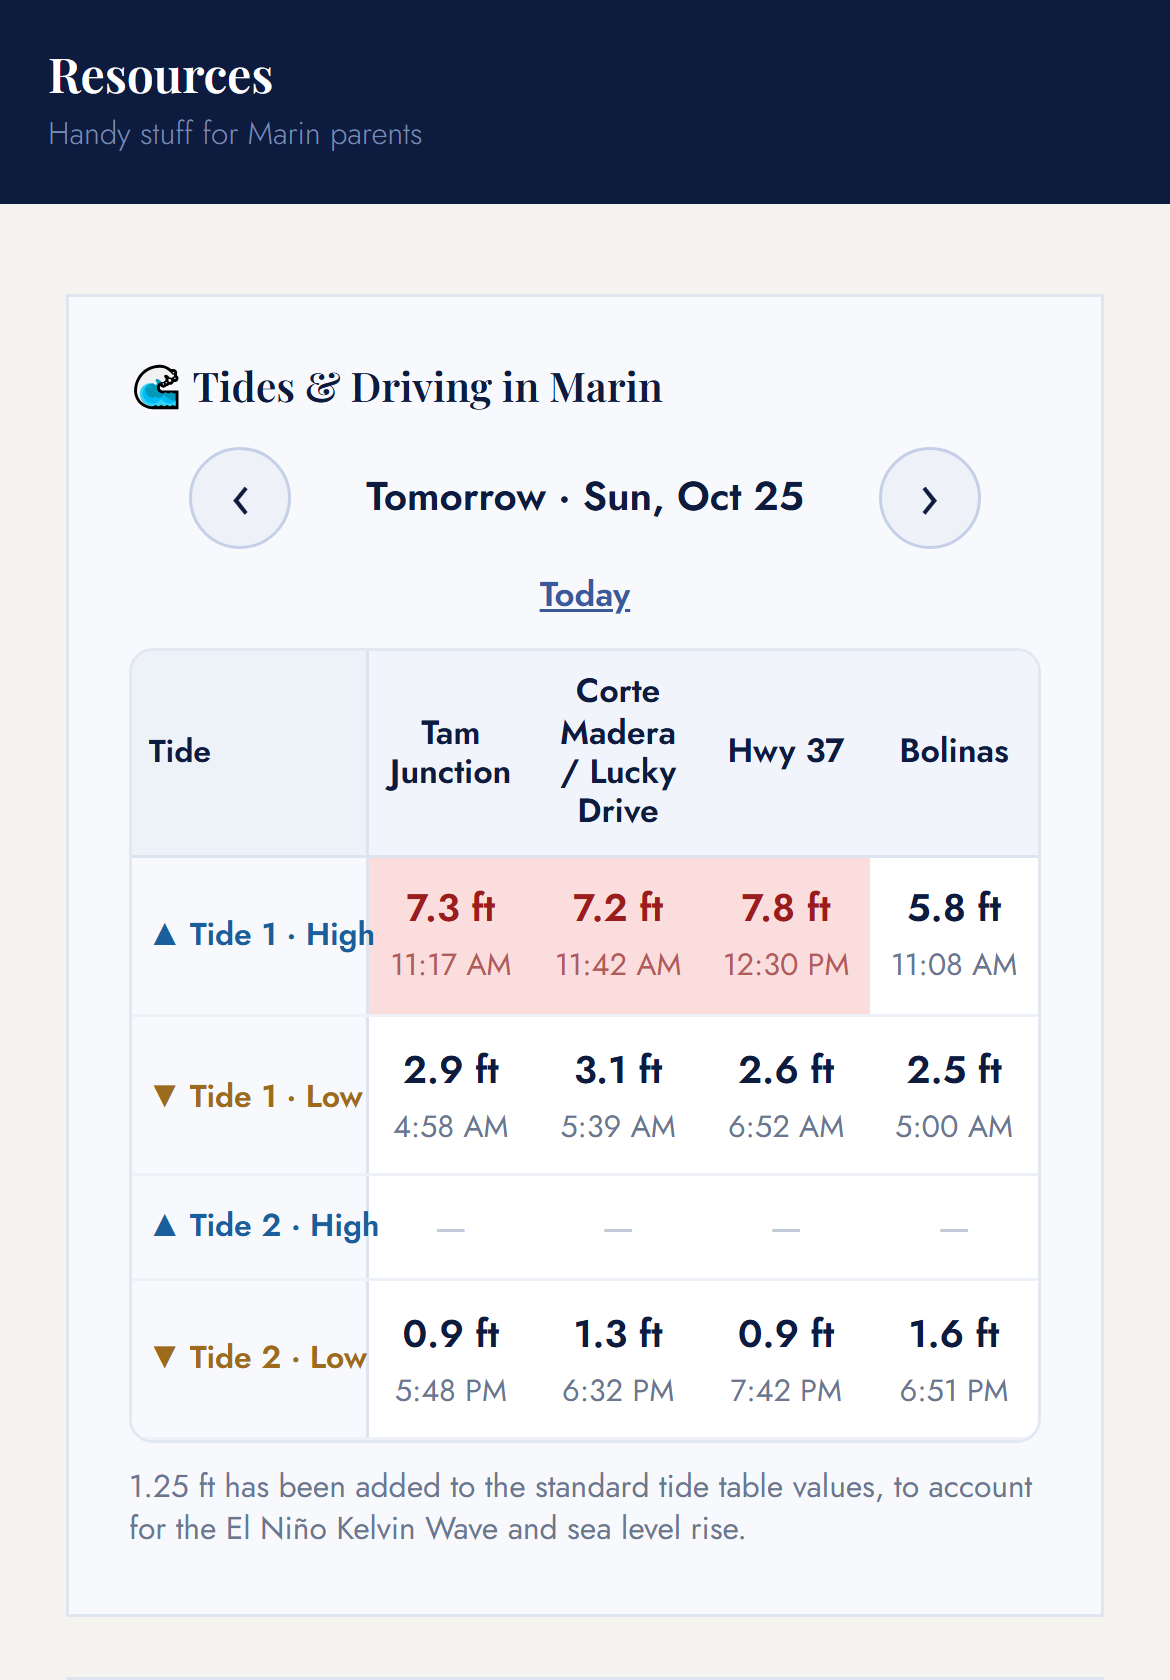 Resources
Handy stuff for Marin parents
🌊 Tides & Driving in Marin
‹ Tomorrow · Sun, Oct 25 ›
Today
Tide
Tam
Junction
Corte
Madera
/ Lucky
Drive
Hwy 37
Bolinas
▲ Tide 1 · High
7.3 ft 7.2 ft 7.8 ft 5.8 ft
11:17 AM 11:42 AM 12:30 PM 11:08 AM
▼ Tide 1 · Low
2.9 ft 3.1 ft 2.6 ft 2.5 ft
4:58 AM 5:39 AM 6:52 AM 5:00 AM
▲ Tide 2 · High
— — — —
▼ Tide 2 · Low
0.9 ft 1.3 ft 0.9 ft 1.6 ft
5:48 PM 6:32 PM 7:42 PM 6:51 PM
1.25 ft has been added to the standard tide table values, to account
for the El Niño Kelvin Wave and sea level rise.